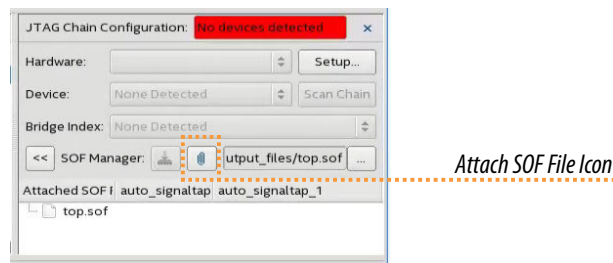 JTAG Chain Configuration: No devices detected ×
Hardware: Setup...
Device: None Detected Scan Chain
Bridge Index: None Detected
<< SOF Manager: utput_files/top.sof ...
Attach SOF File Icon
Attached SOF F auto_signaltap auto_signaltap_1
top.sof